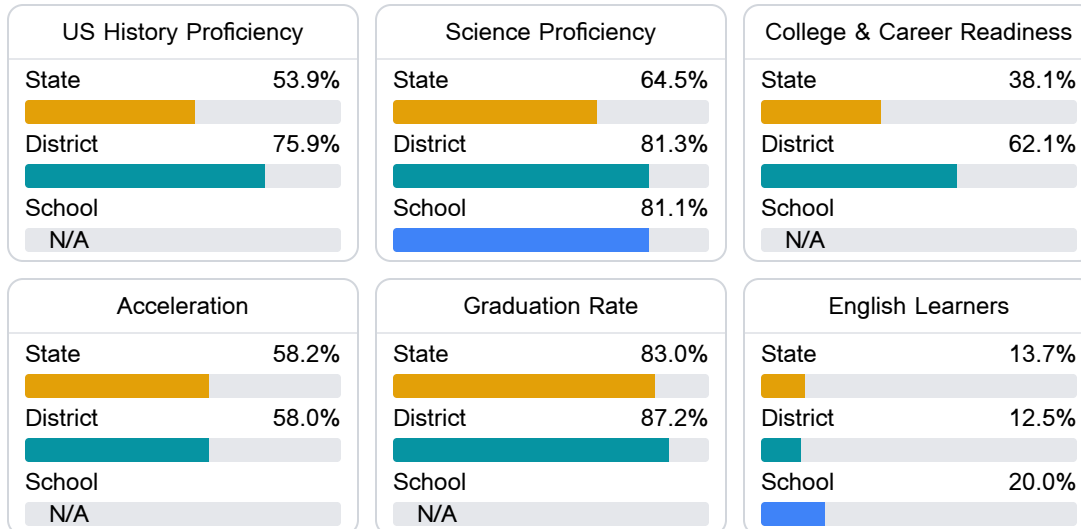 US History Proficiency
State 53.9%
District 75.9%
School
N/A
Science Proficiency
State 64.5%
District 81.3%
School 81.1%
College & Career Readiness
State 38.1%
District 62.1%
School
N/A
Acceleration
State 58.2%
District 58.0%
School
N/A
Graduation Rate
State 83.0%
District 87.2%
School
N/A
English Learners
State 13.7%
District 12.5%
School 20.0%